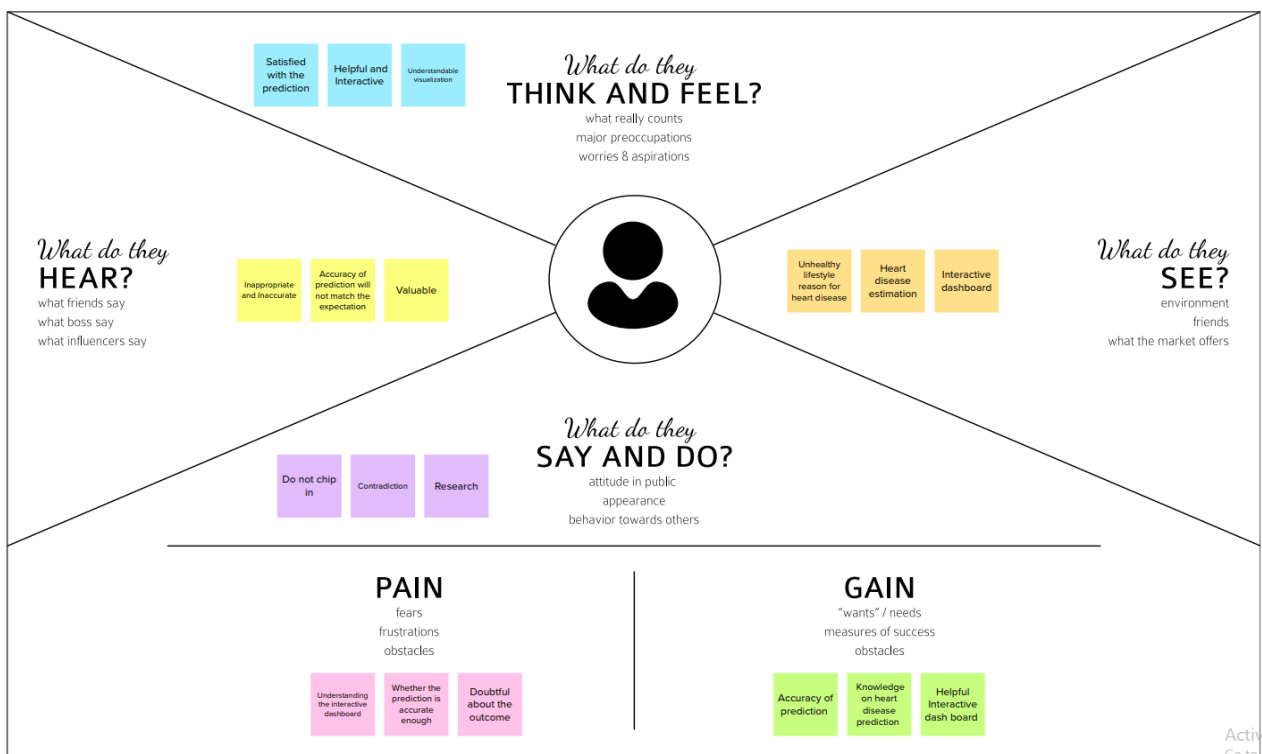 Satisfied
with the
prediction
Helpful and
Interactive
Understandable
visualization
What do they
THINK AND FEEL?
what really counts
major preoccupations
worries & aspirations
What do they
HEAR?
what friends say
what boss say
what influencers say
Inappropriate
and Inaccurate
Accuracy of
prediction will
not match the
expectation
Valuable
Unhealthy
lifestyle
reason for
heart disease
Heart
disease
estimation
Interactive
dashboard
What do they
SEE?
environment
friends
what the market offers
What do they
SAY AND DO?
attitude in public
appearance
behavior towards others
Do not chip
in
Contradiction
Research
PAIN
fears
frustrations
obstacles
Understanding
the interactive
dashboard
Whether the
prediction is
accurate
enough
Doubtful
about the
outcome
GAIN
"wants" / needs
measures of success
obstacles
Accuracy of
prediction
Knowledge
on heart
disease
prediction
Helpful
Interactive
dash board